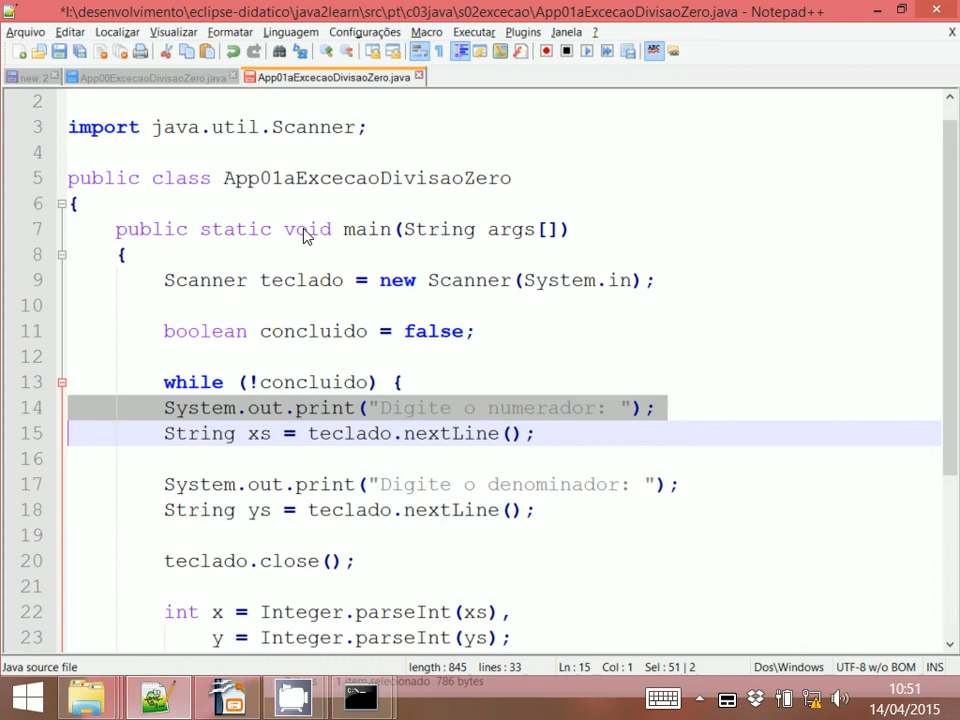 *I:\desenvolvimento\eclipse-didatico\java2learn\src\pt\c03java\s02excecao\App01aExcecaoDivisaoZero.java - Notepad++
Arquivo Editar Localizar Visualizar Formatar Linguagem Configurações Macro Executar Plugins Janela ? X
new 2 App00ExcecaoDivisaoZero.java App01aExcecaoDivisaoZero.java
2
3 import java.util.Scanner;
4
5 public class App01aExcecaoDivisaoZero
6 {
7 public static void main(String args[])
8 {
9 Scanner teclado = new Scanner(System.in);
10
11 boolean concluido = false;
12
13 while (!concluido) {
14 System.out.print("Digite o numerador: ");
15 String xs = teclado.nextLine();
16
17 System.out.print("Digite o denominador: ");
18 String ys = teclado.nextLine();
19
20 teclado.close();
21
22 int x = Integer.parseInt(xs),
23 y = Integer.parseInt(ys);
Java source file length : 845 lines : 33 Ln : 15 Col : 1 Sel : 51 | 2 Dos\Windows UTF-8 w/o BOM INS
1 item selecionado 786 bytes
10:51
14/04/2015